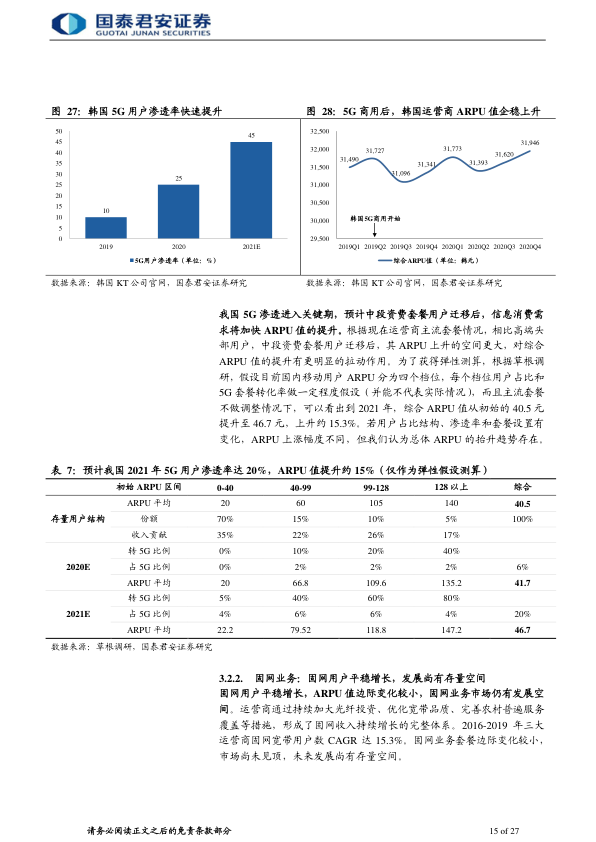 国泰君安证券
GUOTAI JUNAN SECURITIES
图 27：韩国 5G 用户渗透率快速提升
50
45
40
35
30
25
20
15
10
5
0
10
25
45
2019
2020
2021E
5G用户渗透率（单位：%）
数据来源：韩国 KT 公司官网，国泰君安证券研究
图 28：5G 商用后，韩国运营商 ARPU 值企稳上升
32,500
32,000
31,500
31,000
30,500
30,000
29,500
31,490
31,727
31,096
31,341
31,773
31,393
31,620
31,946
韩国5G商用开始
2019Q1 2019Q2 2019Q3 2019Q4 2020Q1 2020Q2 2020Q3 2020Q4
综合ARPU值（单位：韩元）
数据来源：韩国 KT 公司官网，国泰君安证券研究
我国 5G 渗透进入关键期，预计中段资费套餐用户迁移后，信息消费需
求将加快 ARPU 值的提升。根据现在运营商主流套餐情况，相比高端头
部用户，中段资费套餐用户迁移后，其 ARPU 上升的空间更大，对综合
ARPU 值的提升有更明显的拉动作用。为了获得弹性测算，根据草根调
研，假设目前国内移动用户 ARPU 分为四个档位，每个档位用户占比和
5G 套餐转化率做一定程度假设（并能不代表实际情况），而且主流套餐
不做调整情况下，可以看出到 2021 年，综合 ARPU 值从初始的 40.5 元
提升至 46.7 元，上升约 15.3%。若用户占比结构、渗透率和套餐设置有
变化，ARPU 上涨幅度不同，但我们认为总体 ARPU 的抬升趋势存在。
表 7：预计我国 2021 年 5G 用户渗透率达 20%，ARPU 值提升约 15%（仅作为弹性假设测算）
初始 ARPU 区间 0-40 40-99 99-128 128 以上 综合
ARPU 平均 20 60 105 140 40.5
存量用户结构 份额 70% 15% 10% 5% 100%
收入贡献 35% 22% 26% 17%
转 5G 比例 0% 10% 20% 40%
2020E 占 5G 比例 0% 2% 2% 2% 6%
ARPU 平均 20 66.8 109.6 135.2 41.7
转 5G 比例 5% 40% 60% 80%
2021E 占 5G 比例 4% 6% 6% 4% 20%
ARPU 平均 22.2 79.52 118.8 147.2 46.7
数据来源：草根调研，国泰君安证券研究
3.2.2. 固网业务：固网用户平稳增长，发展尚有存量空间
固网用户平稳增长，ARPU 值边际变化较小，固网业务市场仍有发展空
间。运营商通过持续加大光纤投资、优化宽带品质、完善农村普遍服务
覆盖等措施，形成了固网收入持续增长的完整体系。2016-2019 年三大
运营商固网宽带用户数 CAGR 达 15.3%。固网业务套餐边际变化较小，
市场尚未见顶，未来发展尚有存量空间。
请务必阅读正文之后的免责条款部分
15 of 27